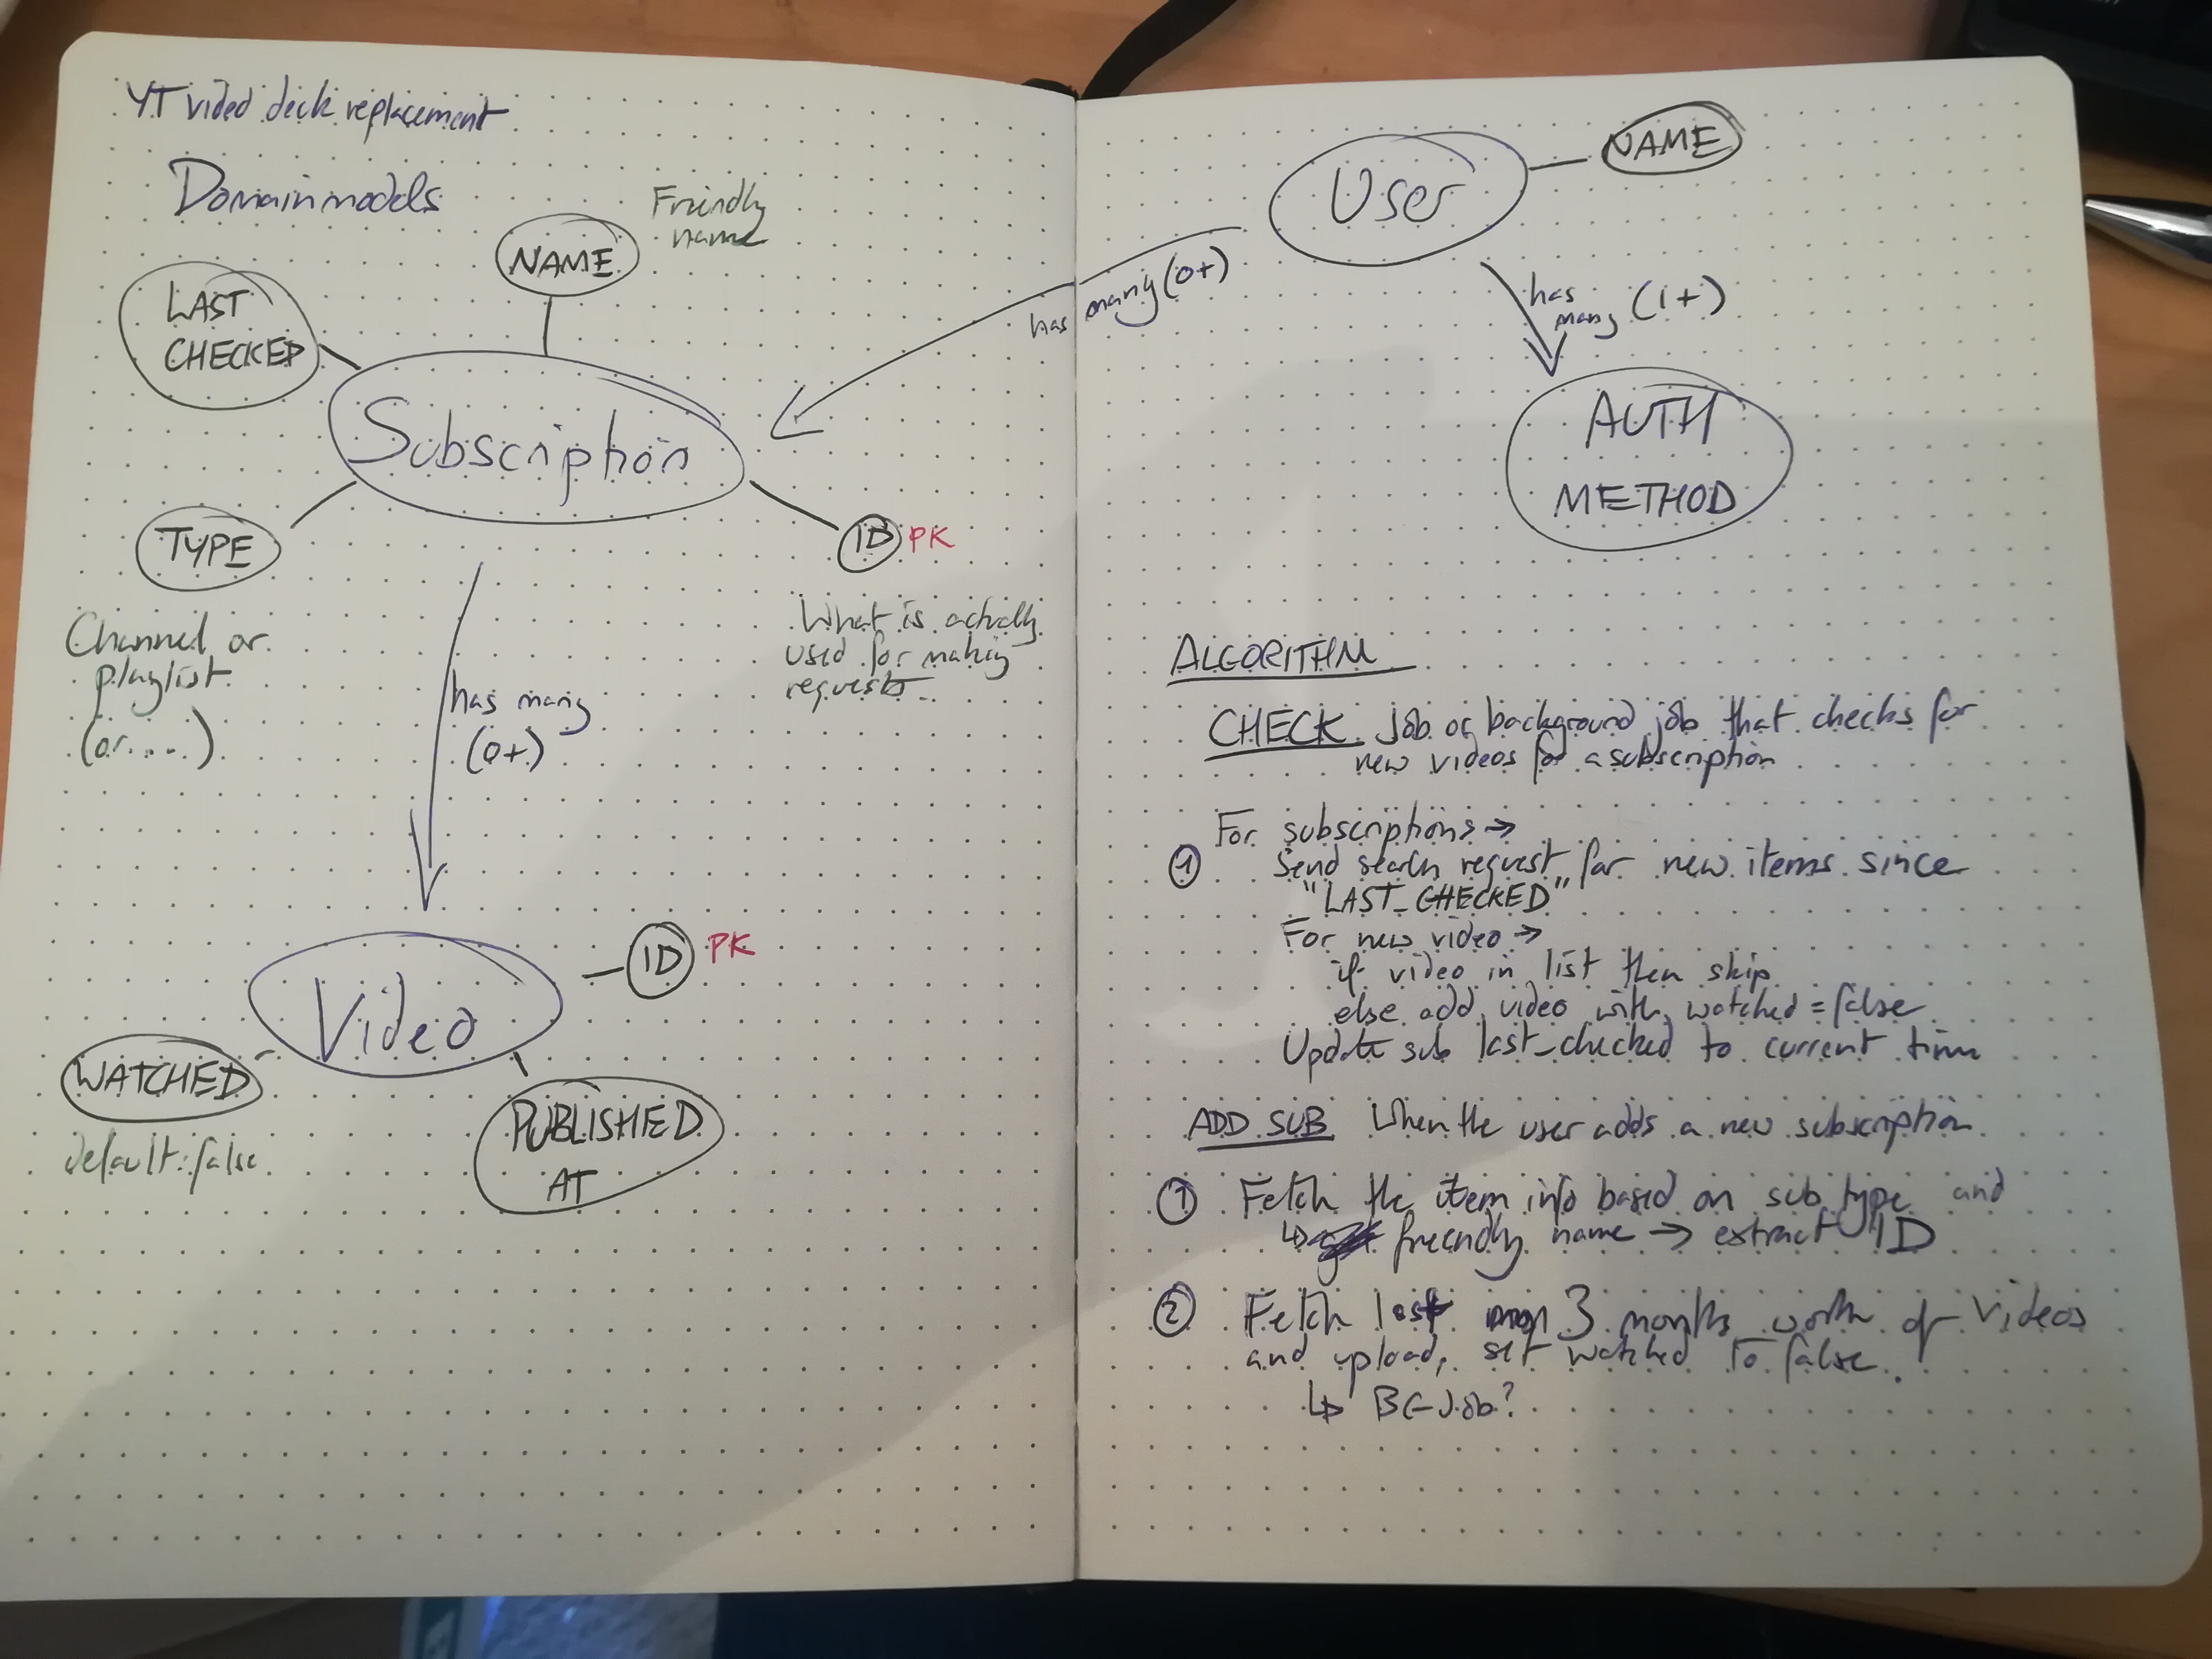 YT video deck replacement
Domain models
NAME
Friendly
name
LAST
CHECKED
Subscription
TYPE
ID PK
Channel or
playlist
(or....)
What is actually
used for making
requests
has many
(0+)
Video
ID PK
WATCHED
default: false
PUBLISHED
AT
User
NAME
has many (0+)
has
many (1+)
AUTH
METHOD
ALGORITHM
CHECK Job or background job that checks for
new videos for a subscription
For subscriptions →
1 Send search request for new items since
"LAST_CHECKED"
For new video →
if video in list then skip
else add video with watched = false
Update sub last_checked to current time
ADD SUB When the user adds a new subscription
1 Fetch the item info based on sub type and
↳ friendly name → extract ID
2 Fetch last 3 months worth of videos
and upload, set watched to false.
↳ BG Job?